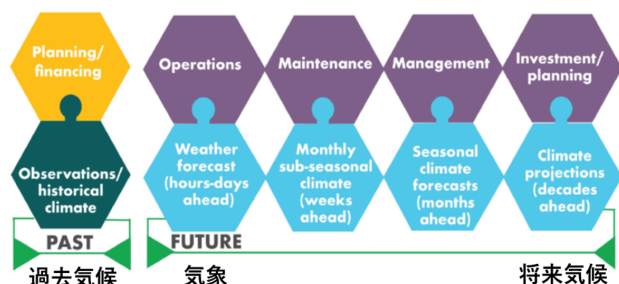 Planning/
financing
Operations
Maintenance
Management
Investment/
planning
Observations/
historical
climate
Weather
forecast
(hours-days
ahead)
Monthly
sub-seasonal
climate
(weeks
ahead)
Seasonal
climate
forecasts
(months
ahead)
Climate
projections
(decades
ahead)
PAST
FUTURE
過去気候
気象
将来気候